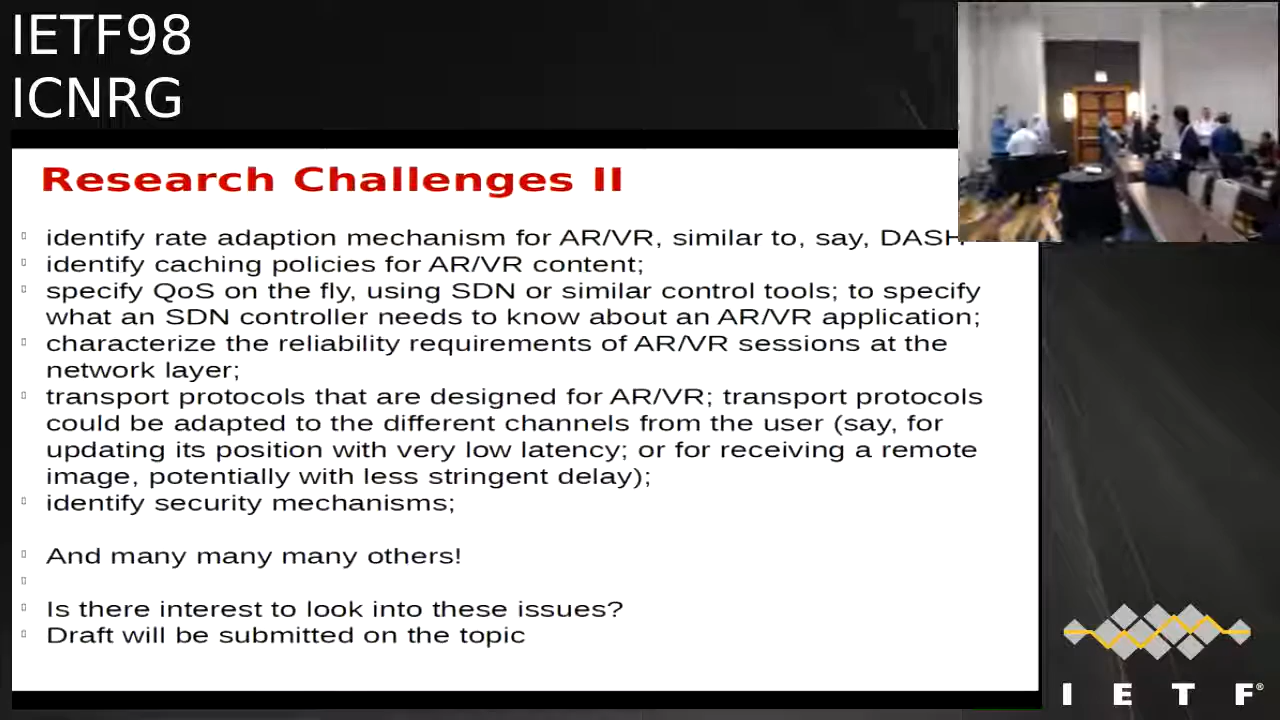 IETF98
ICNRG
Research Challenges II
identify rate adaption mechanism for AR/VR, similar to, say, DASH
identify caching policies for AR/VR content;
specify QoS on the fly, using SDN or similar control tools; to specify
what an SDN controller needs to know about an AR/VR application;
characterize the reliability requirements of AR/VR sessions at the
network layer;
transport protocols that are designed for AR/VR; transport protocols
could be adapted to the different channels from the user (say, for
updating its position with very low latency; or for receiving a remote
image, potentially with less stringent delay);
identify security mechanisms;
And many many many others!
Is there interest to look into these issues?
Draft will be submitted on the topic
I E T F®